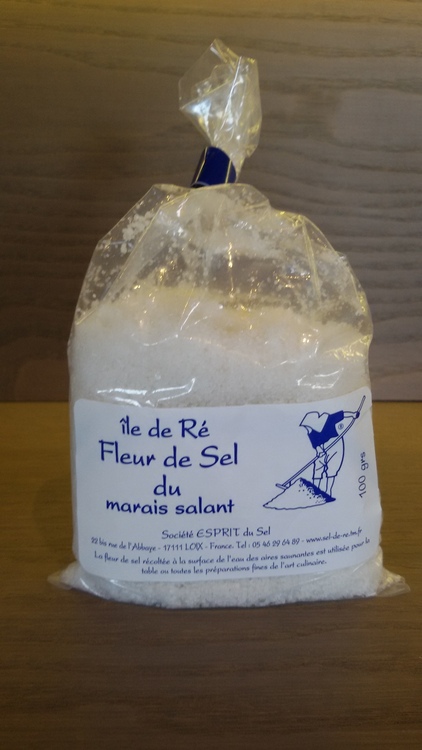 île de Ré
Fleur de Sel
du
marais salant
100 grs
Société ESPRIT du Sel
22 bis rue de l'Abbaye - 17111 LOIX - France. Tel : 05 46 29 64 89 - www.sel-de-re.tm.fr
La fleur de sel récoltée à la surface de l'eau des aires saunantes est utilisée pour la
table ou toutes les préparations fines de l'art culinaire.